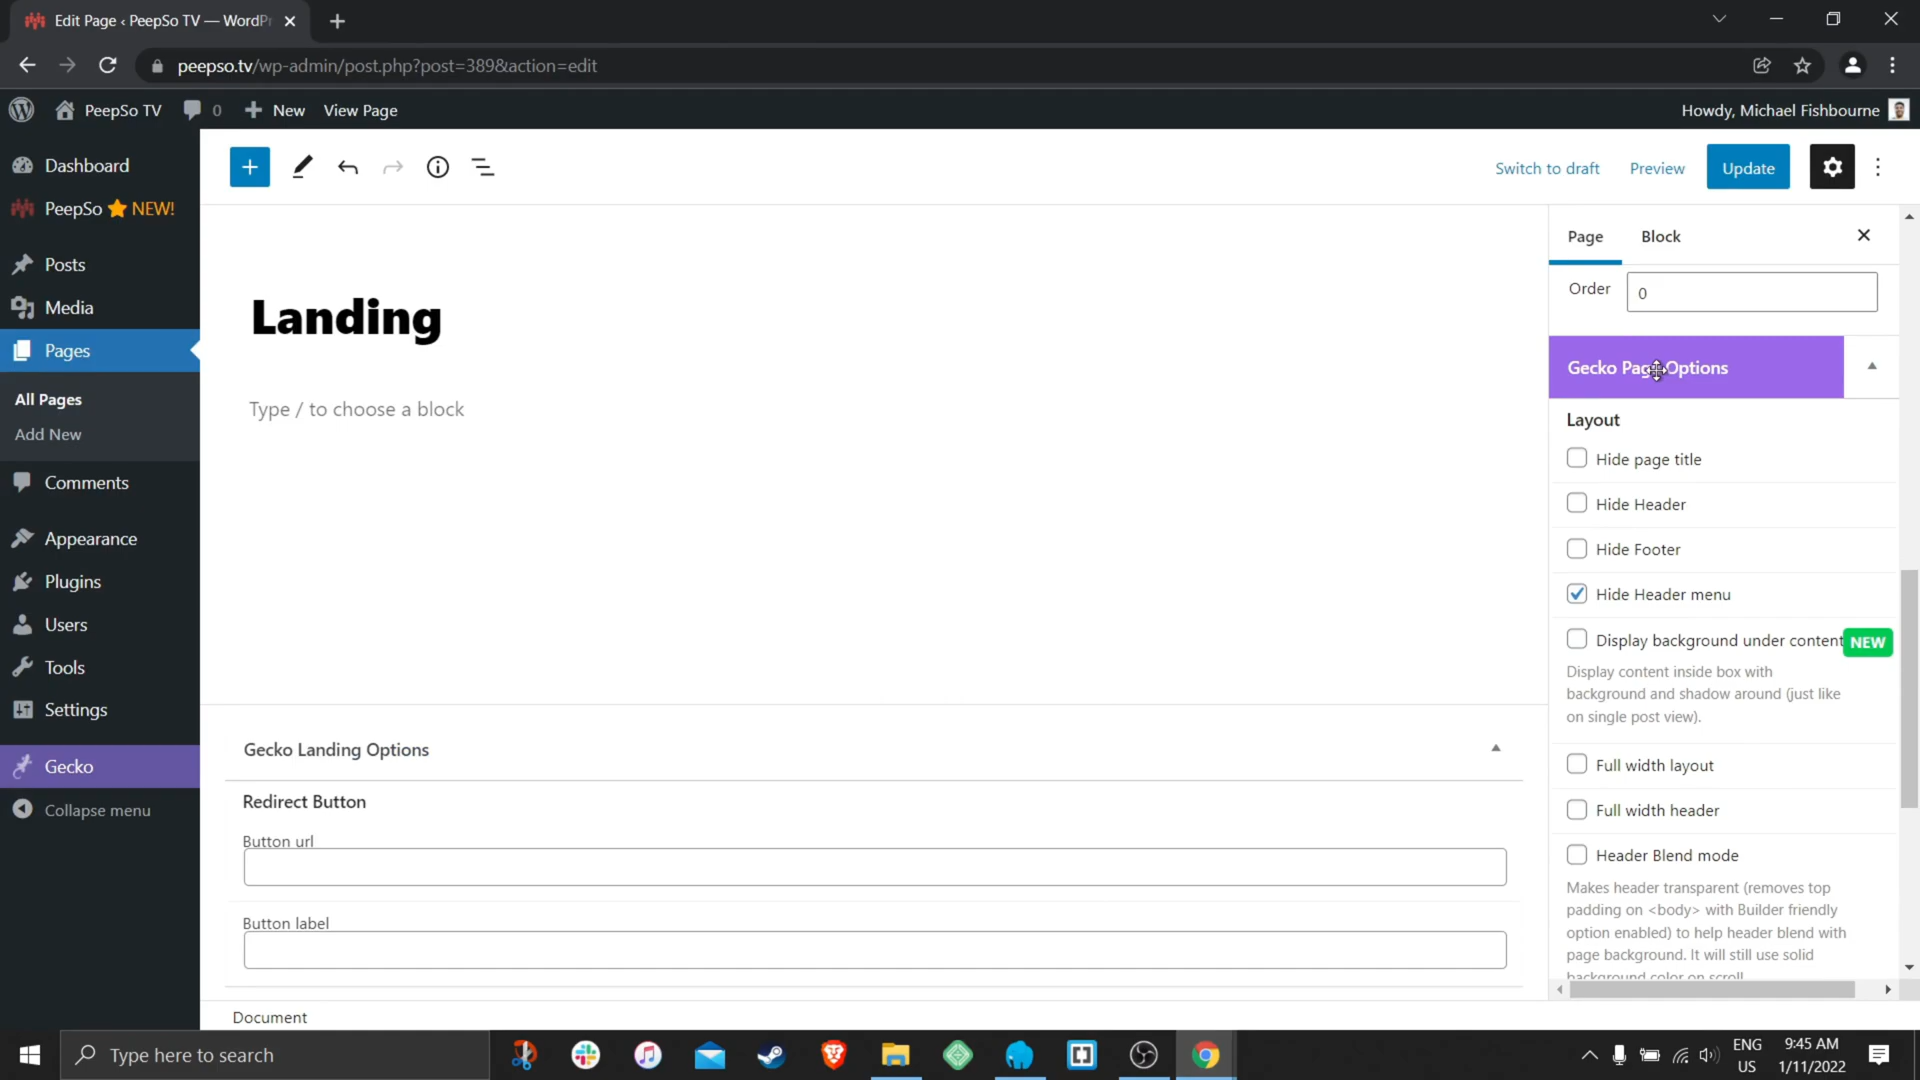 Edit Page ‹ PeepSo TV — WordPr
peepso.tv/wp-admin/post.php?post=389&action=edit
PeepSo TV
0
New
View Page
Howdy, Michael Fishbourne
Dashboard
PeepSo NEW!
Posts
Media
Pages
All Pages
Add New
Comments
Appearance
Plugins
Users
Tools
Settings
Gecko
Collapse menu
Switch to draft
Preview
Update
Landing
Type / to choose a block
Gecko Landing Options
Redirect Button
Button url
Button label
Document
Page
Block
Order
0
Gecko Page Options
Layout
Hide page title
Hide Header
Hide Footer
Hide Header menu
Display background under content
NEW
Display content inside box with
background and shadow around (just like
on single post view).
Full width layout
Full width header
Header Blend mode
Makes header transparent (removes top
padding on <body> with Builder friendly
option enabled) to help header blend with
page background. It will still use solid
background color on scroll
Type here to search
ENG
US
9:45 AM
1/11/2022